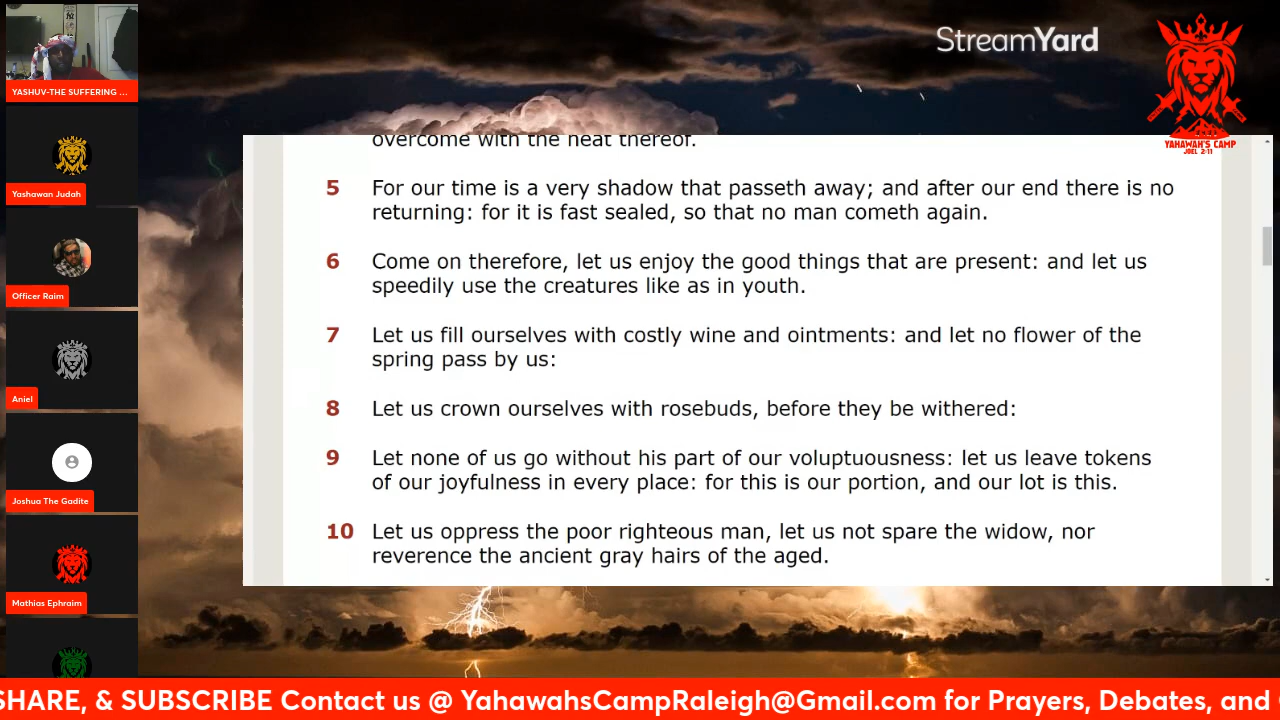 YASHUV-THE SUFFERING ...
Yashawan Judah
Officer Raim
Aniel
Joshua The Gadite
Mathias Ephraim
StreamYard
YAHAWAH'S CAMP
JOEL 2:11
overcome with the heat thereof.
5 For our time is a very shadow that passeth away; and after our end there is no
returning: for it is fast sealed, so that no man cometh again.
6 Come on therefore, let us enjoy the good things that are present: and let us
speedily use the creatures like as in youth.
7 Let us fill ourselves with costly wine and ointments: and let no flower of the
spring pass by us:
8 Let us crown ourselves with rosebuds, before they be withered:
9 Let none of us go without his part of our voluptuousness: let us leave tokens
of our joyfulness in every place: for this is our portion, and our lot is this.
10 Let us oppress the poor righteous man, let us not spare the widow, nor
reverence the ancient gray hairs of the aged.
SHARE, & SUBSCRIBE Contact us @ YahawahsCampRaleigh@Gmail.com for Prayers, Debates, and